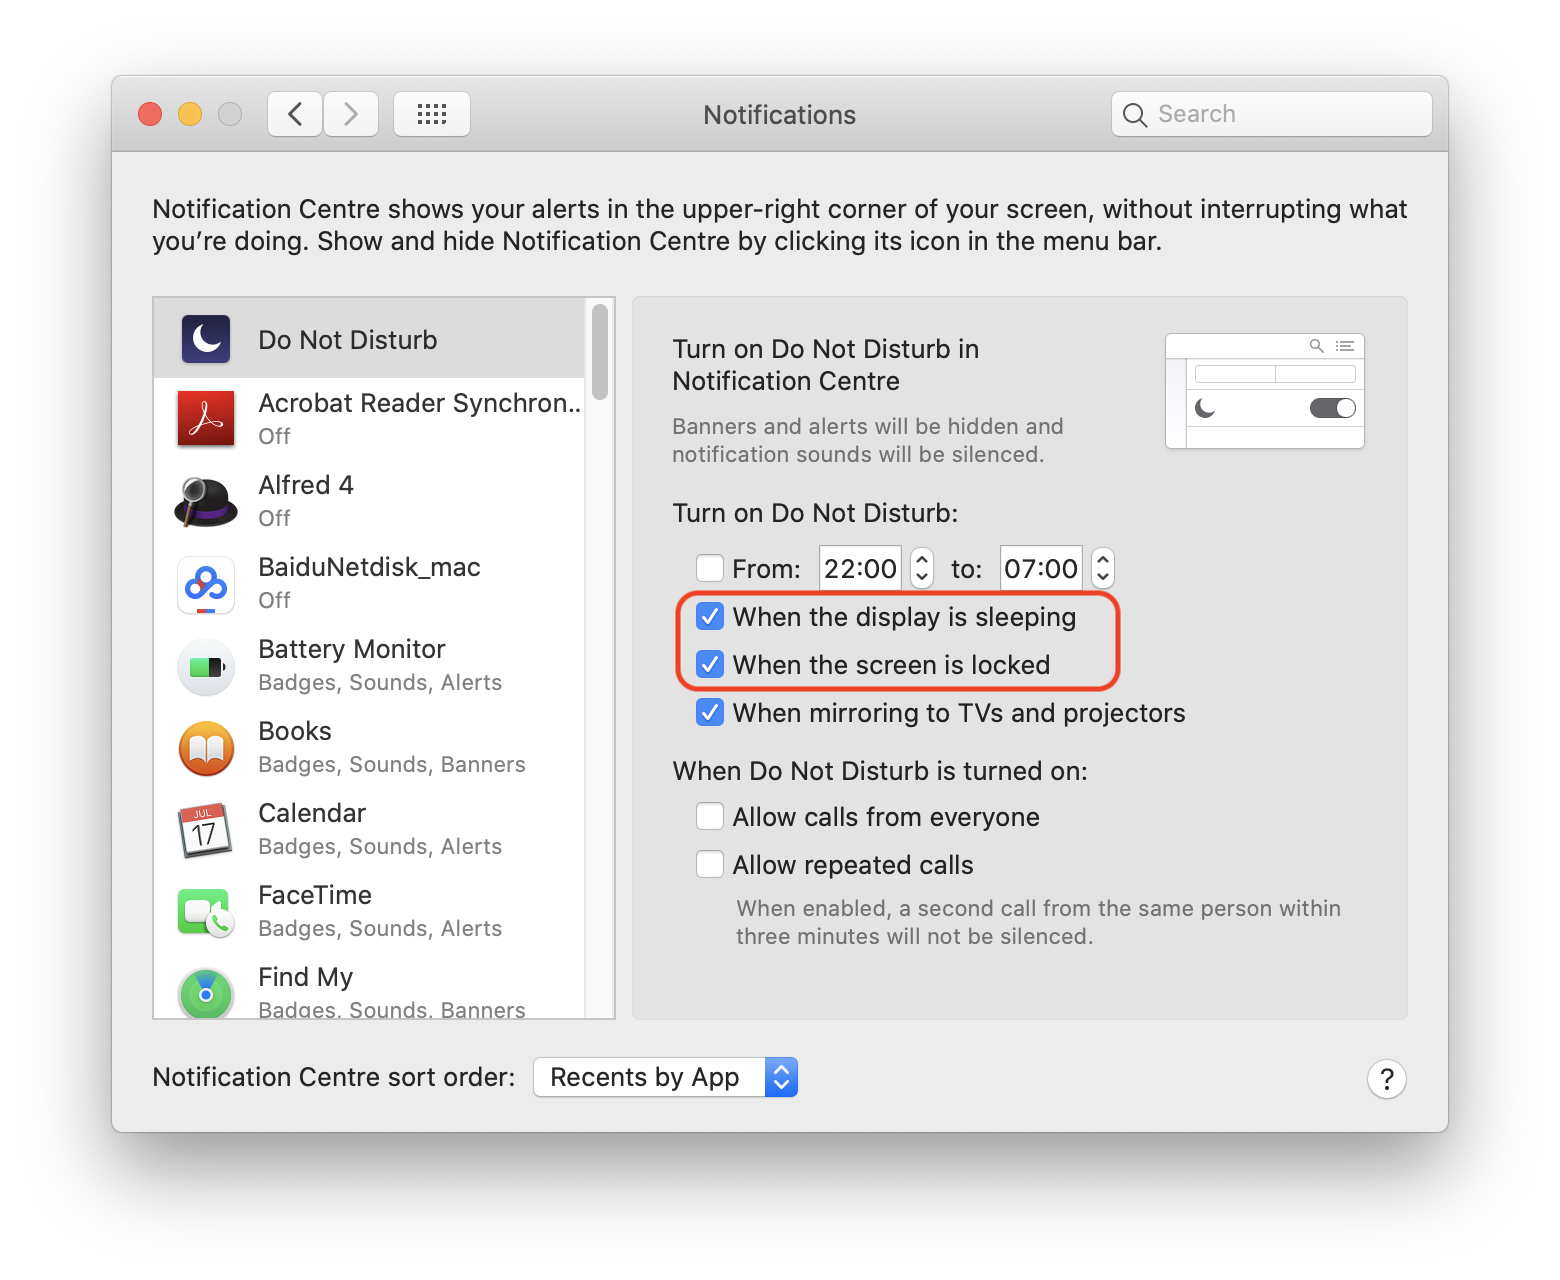 Notifications
Search
Notification Centre shows your alerts in the upper-right corner of your screen, without interrupting what
you’re doing. Show and hide Notification Centre by clicking its icon in the menu bar.
Do Not Disturb
Acrobat Reader Synchron..
Off
Alfred 4
Off
BaiduNetdisk_mac
Off
Battery Monitor
Badges, Sounds, Alerts
Books
Badges, Sounds, Banners
JUL
17
Calendar
Badges, Sounds, Alerts
FaceTime
Badges, Sounds, Alerts
Find My
Badges, Sounds, Banners
Turn on Do Not Disturb in
Notification Centre
Banners and alerts will be hidden and
notification sounds will be silenced.
Turn on Do Not Disturb:
From: 22:00 to: 07:00
When the display is sleeping
When the screen is locked
When mirroring to TVs and projectors
When Do Not Disturb is turned on:
Allow calls from everyone
Allow repeated calls
When enabled, a second call from the same person within
three minutes will not be silenced.
Notification Centre sort order: Recents by App
?